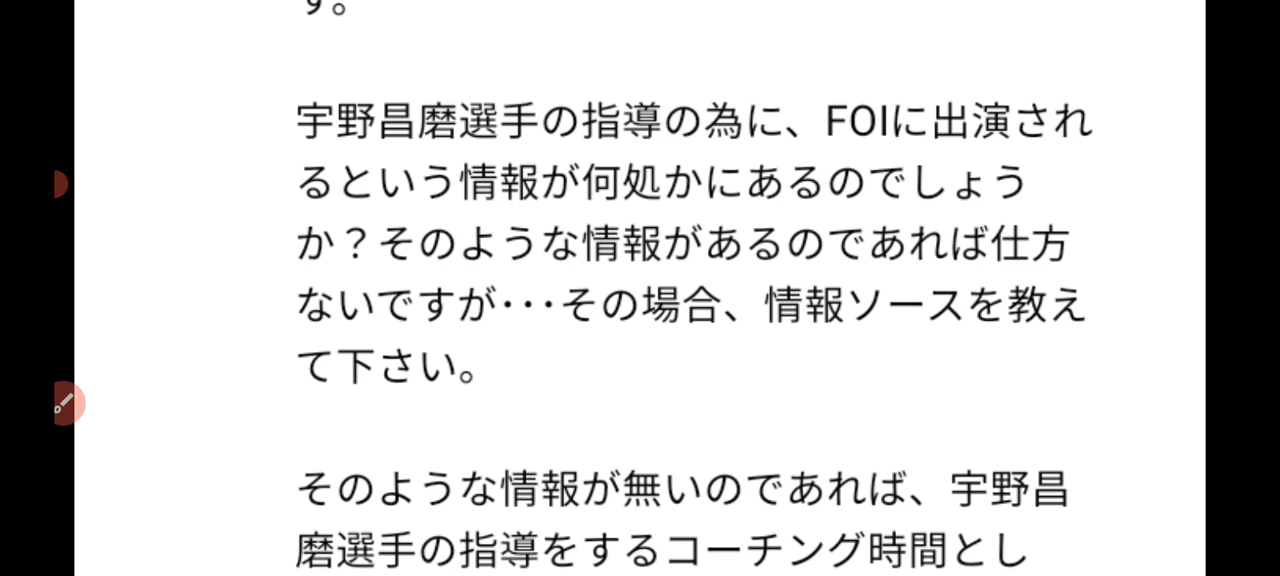 す。
宇野昌磨選手の指導の為に、FOIに出演され
るという情報が何処かにあるのでしょう
か？そのような情報があるのであれば仕方
ないですが･･･その場合、情報ソースを教え
て下さい。
そのような情報が無いのであれば、宇野昌
磨選手の指導をするコーチング時間とし